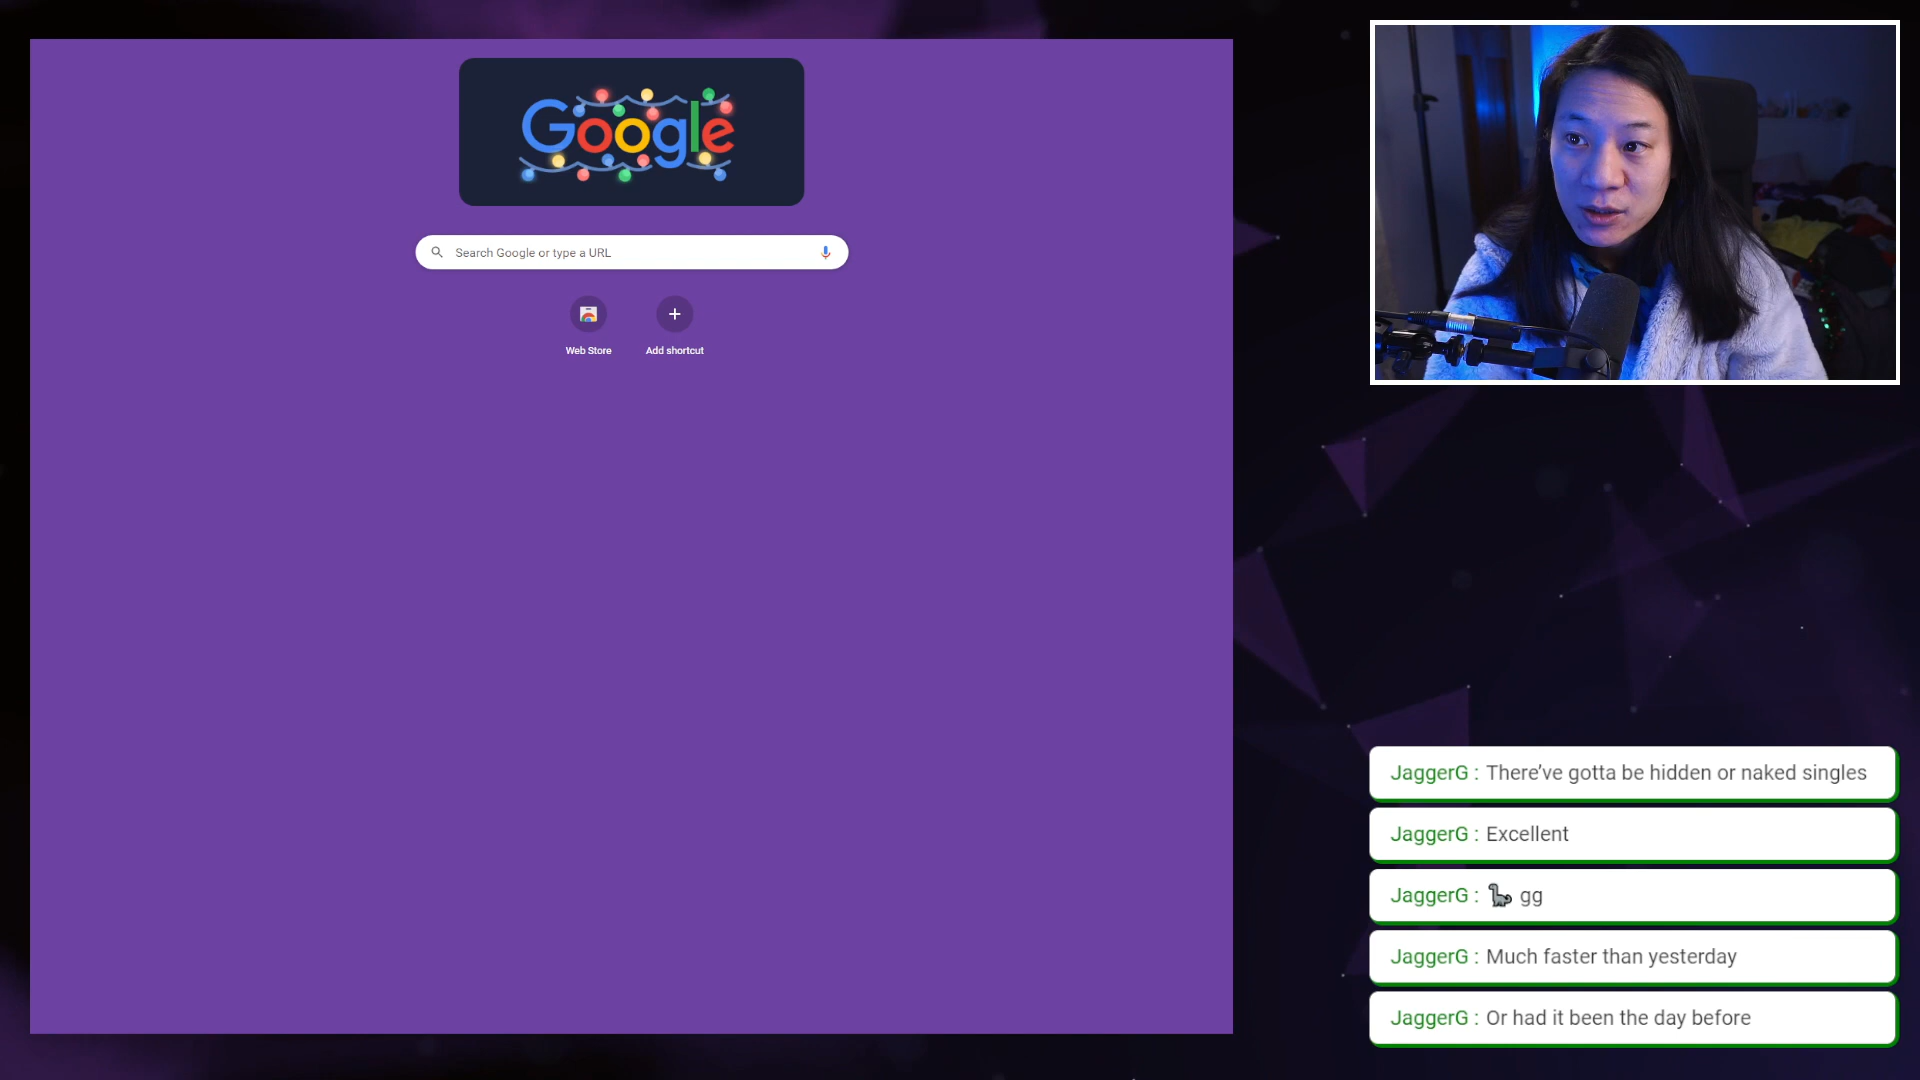 Google
Search Google or type a URL
Web Store
Add shortcut
JaggerG : There’ve gotta be hidden or naked singles
JaggerG : Excellent
JaggerG : 🦕 gg
JaggerG : Much faster than yesterday
JaggerG : Or had it been the day before